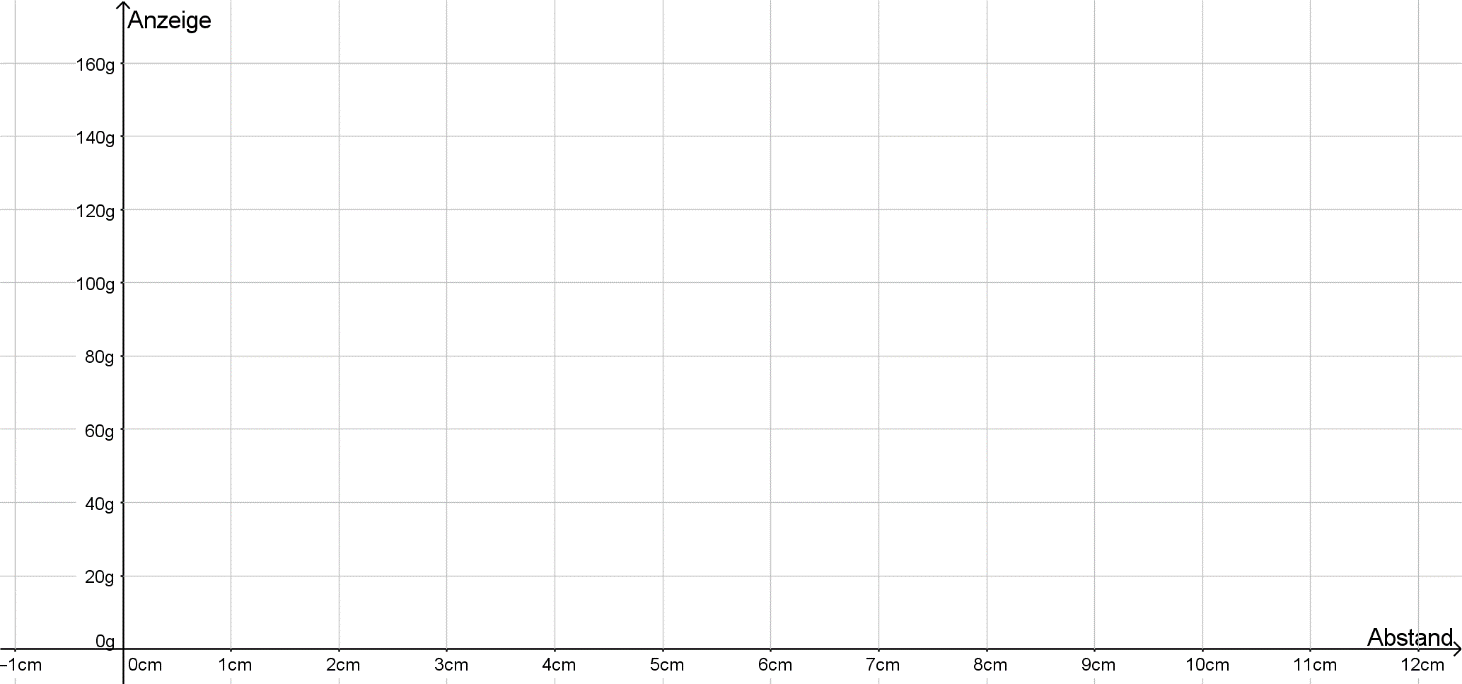 Anzeige
160g
140g
120g
100g
80g
60g
40g
20g
0g
Abstand
–1cm 0cm 1cm 2cm 3cm 4cm 5cm 6cm 7cm 8cm 9cm 10cm 11cm 12cm